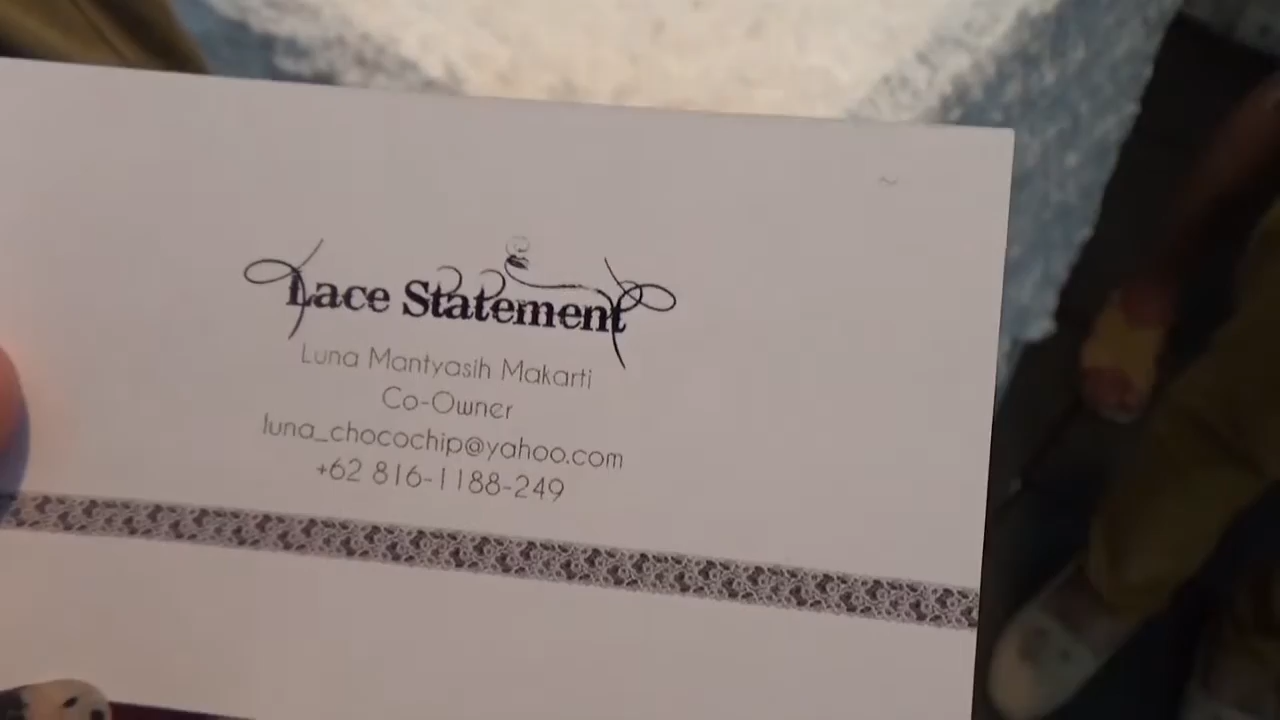 Lace Statement
Luna Mantyasih Makarti
Co-Owner
luna_chocochip@yahoo.com
+62 816-1188-249